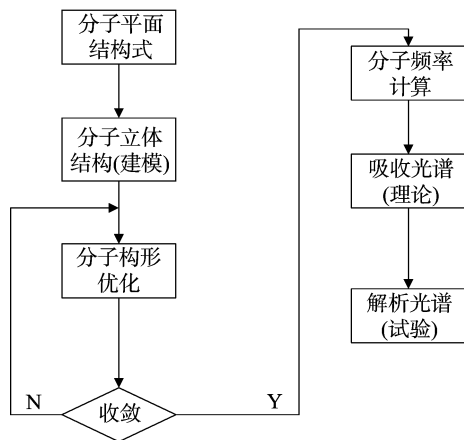 分子平面
结构式
分子立体
结构(建模)
分子构形
优化
N
收敛
Y
分子频率
计算
吸收光谱
(理论)
解析光谱
(试验)